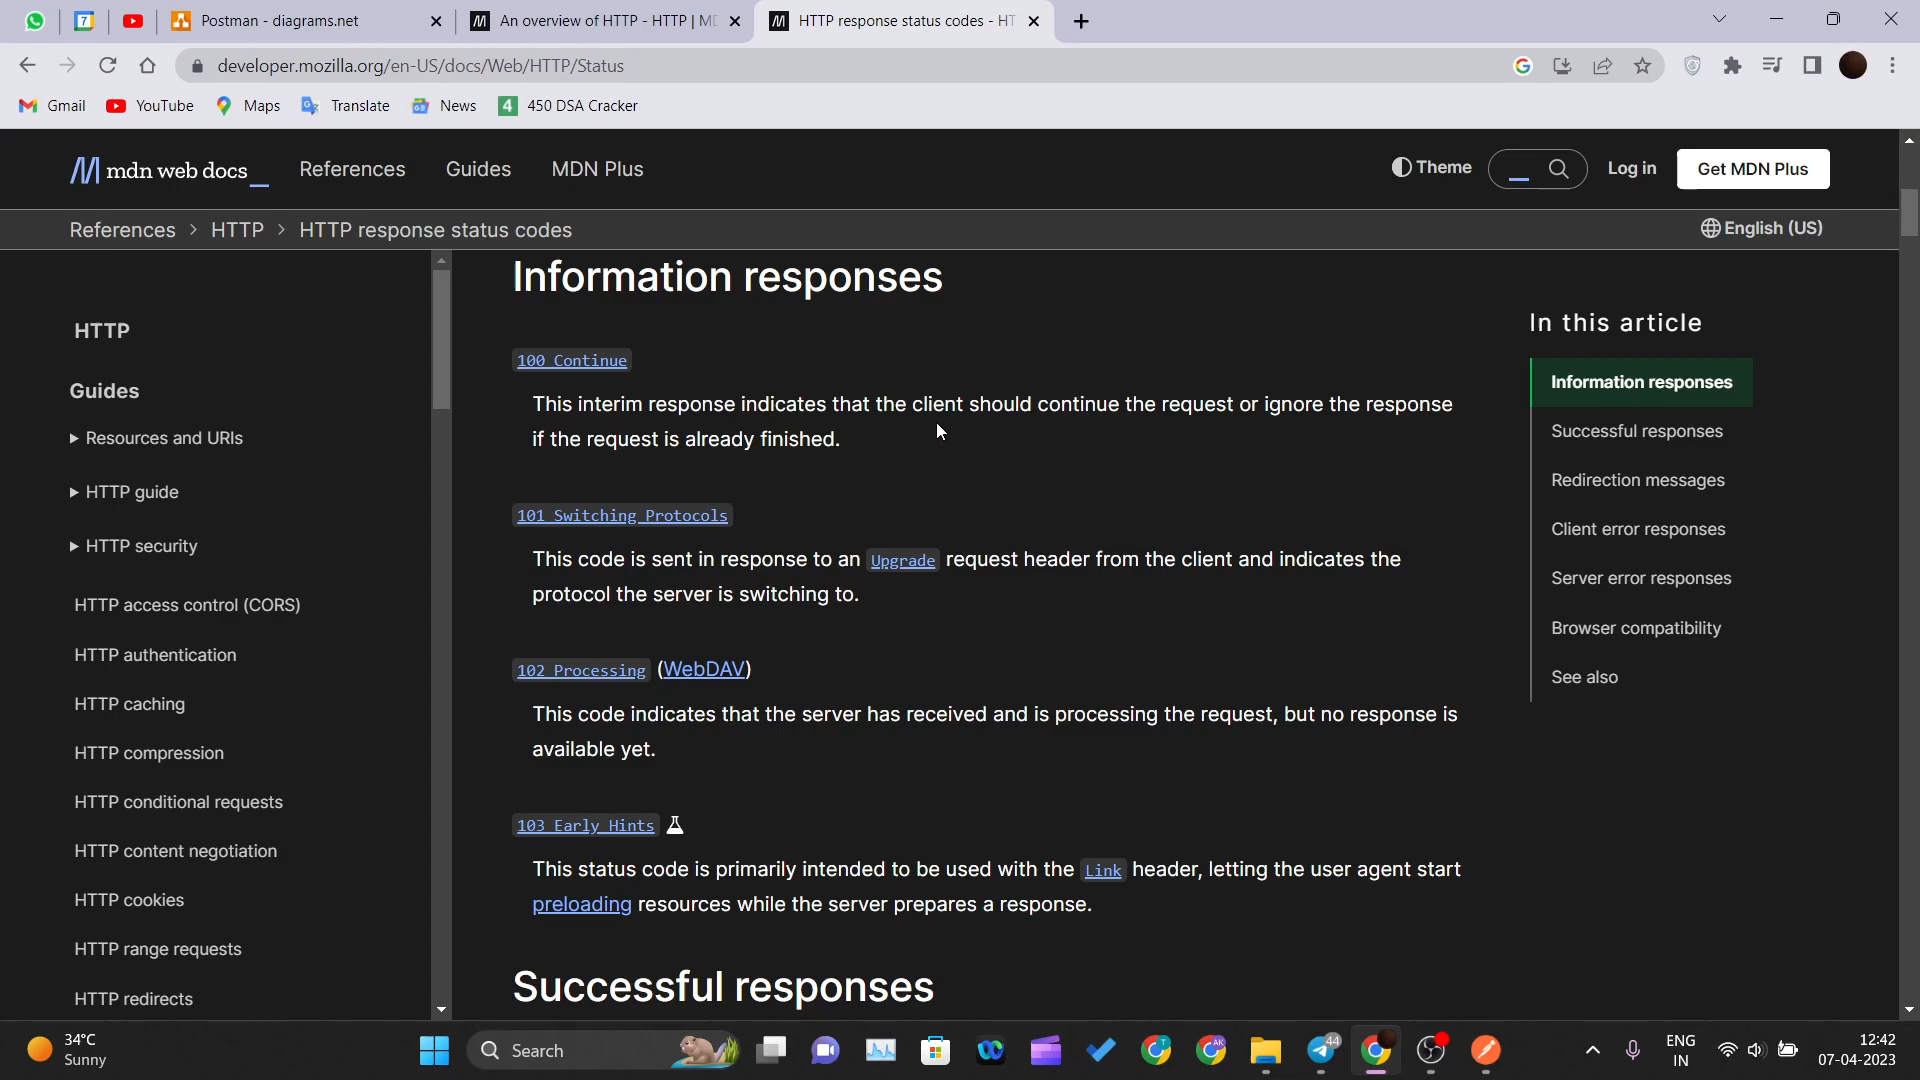 7
Postman - diagrams.net
An overview of HTTP - HTTP | M
HTTP response status codes - HT
developer.mozilla.org/en-US/docs/Web/HTTP/Status
Gmail
YouTube
Maps
Translate
News
4
450 DSA Cracker
mdn web docs_
References
Guides
MDN Plus
Theme
Log in
Get MDN Plus
References > HTTP > HTTP response status codes
English (US)
HTTP
Guides
Resources and URIs
HTTP guide
HTTP security
HTTP access control (CORS)
HTTP authentication
HTTP caching
HTTP compression
HTTP conditional requests
HTTP content negotiation
HTTP cookies
HTTP range requests
HTTP redirects
Information responses
100 Continue
This interim response indicates that the client should continue the request or ignore the response
if the request is already finished.
101 Switching Protocols
This code is sent in response to an Upgrade request header from the client and indicates the
protocol the server is switching to.
102 Processing (WebDAV)
This code indicates that the server has received and is processing the request, but no response is
available yet.
103 Early Hints
This status code is primarily intended to be used with the Link header, letting the user agent start
preloading resources while the server prepares a response.
Successful responses
In this article
Information responses
Successful responses
Redirection messages
Client error responses
Server error responses
Browser compatibility
See also
34°C
Sunny
Search
T
AK
44
ENG
IN
12:42
07-04-2023